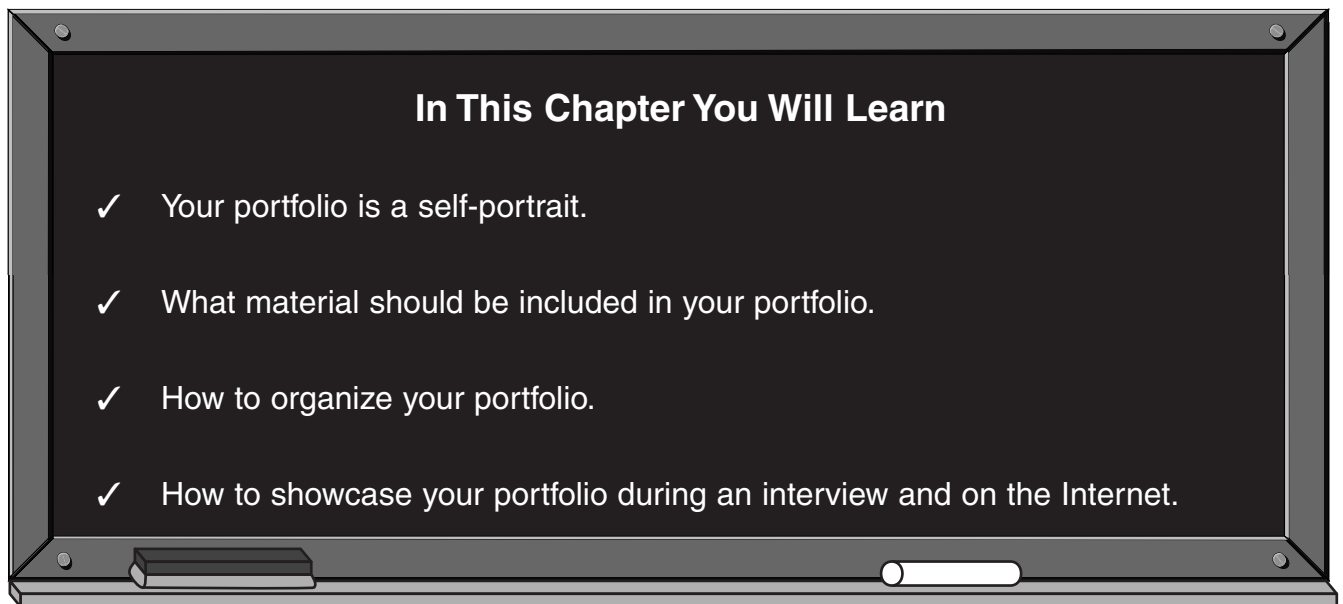 In This Chapter You Will Learn
✓ Your portfolio is a self-portrait.
✓ What material should be included in your portfolio.
✓ How to organize your portfolio.
✓ How to showcase your portfolio during an interview and on the Internet.